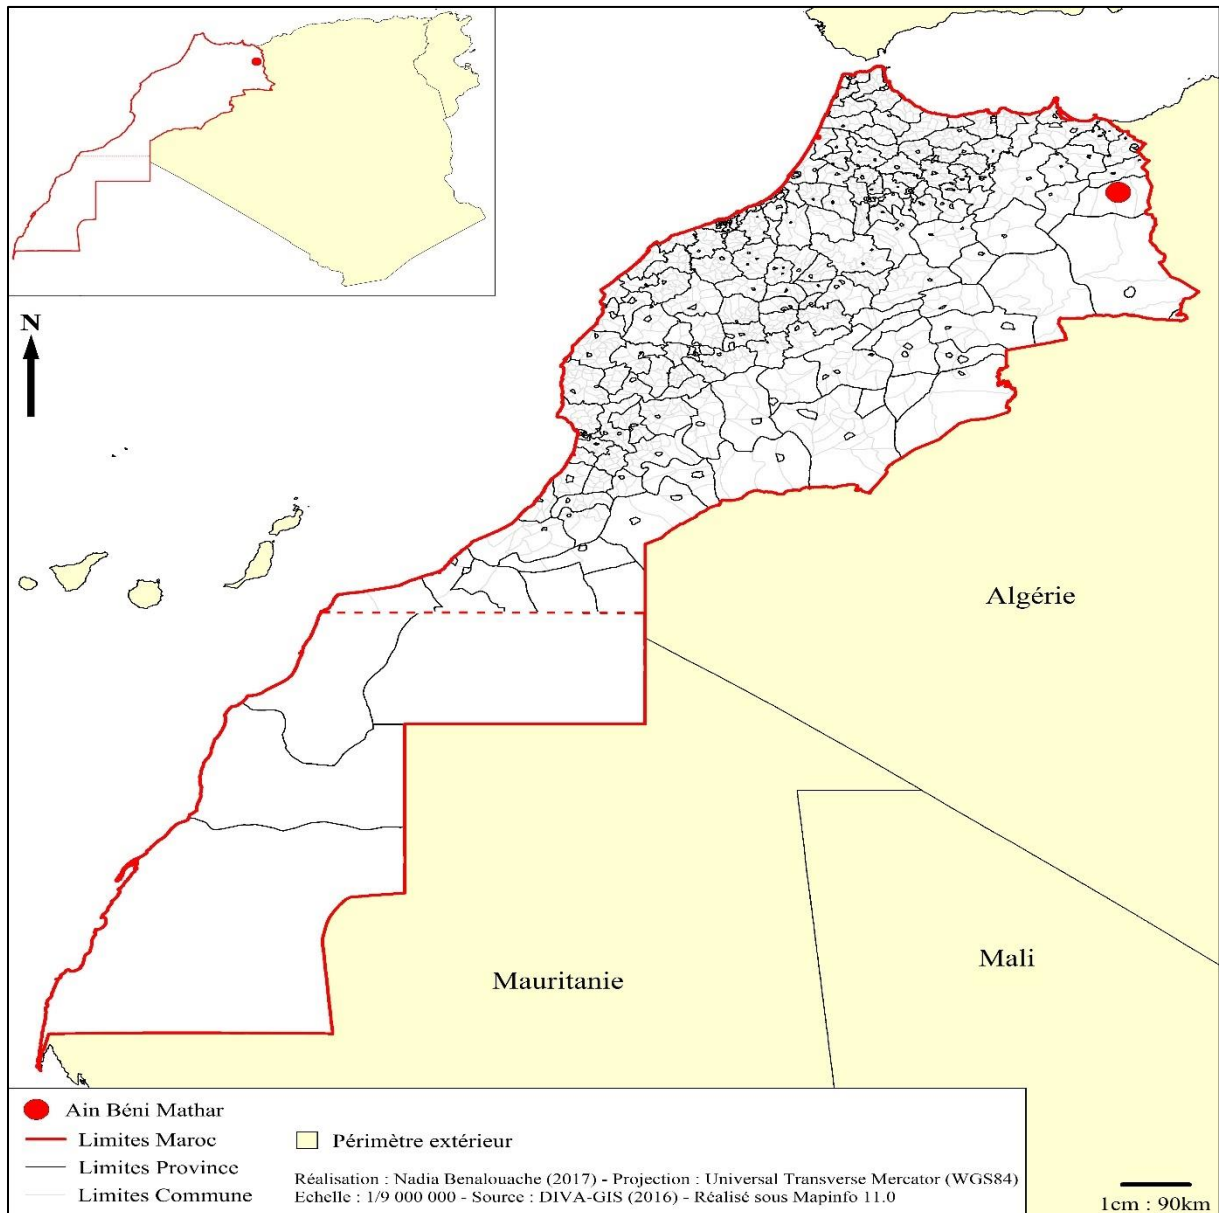 N
Algérie
Mali
Mauritanie
Ain Béni Mathar
Limites Maroc
Limites Province
Limites Commune
Périmètre extérieur
Réalisation : Nadia Benalouache (2017) - Projection : Universal Transverse Mercator (WGS84)
Echelle : 1/9 000 000 - Source : DIVA-GIS (2016) - Réalisé sous Mapinfo 11.0
1cm : 90km